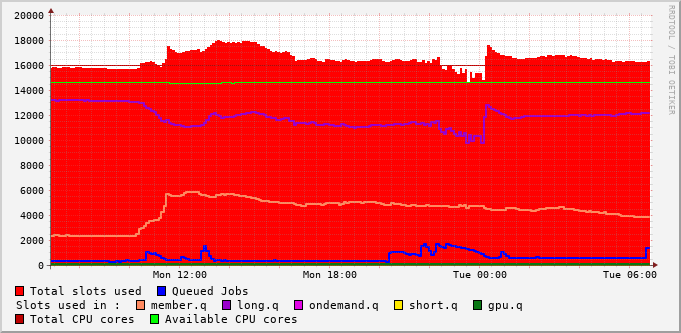 20000
18000
16000
14000
12000
10000
8000
6000
4000
2000
0
Mon 12:00 Mon 18:00 Tue 00:00 Tue 06:00
Total slots used Queued Jobs
Slots used in : member.q long.q ondemand.q short.q gpu.q
Total CPU cores Available CPU cores
RRDTOOL / TOBI OETIKER